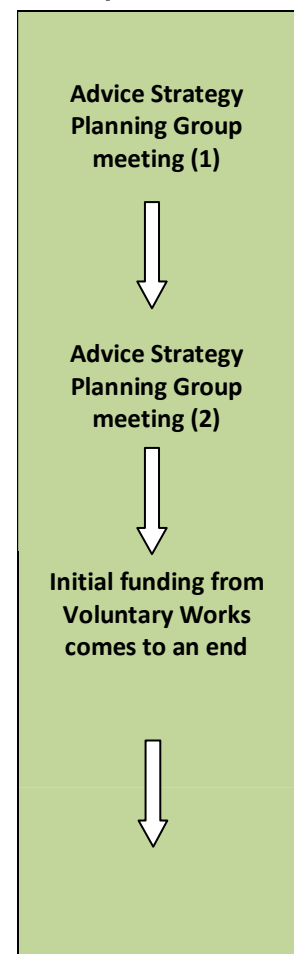 Advice Strategy
Planning Group
meeting (1)
Advice Strategy
Planning Group
meeting (2)
Initial funding from
Voluntary Works
comes to an end